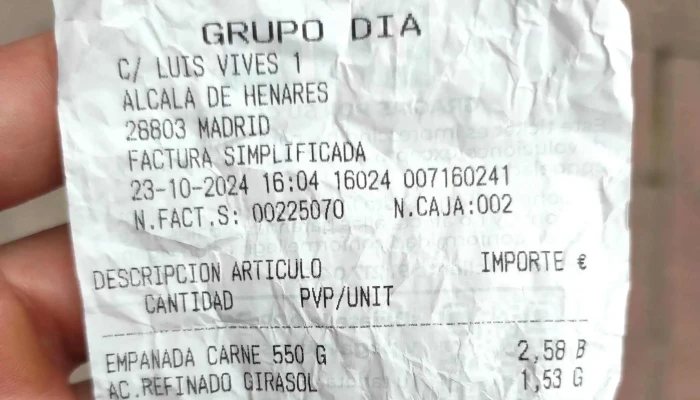 GRUPO DIA
C/ LUIS VIVES 1
ALCALA DE HENARES
28803 MADRID
FACTURA SIMPLIFICADA
23-10-2024 16:04 16024 007160241
N.FACT.S: 00225070 N.CAJA:002
DESCRIPCION ARTICULO IMPORTE €
CANTIDAD PVP/UNIT
EMPANADA CARNE 550 G 2,58 B
AC.REFINADO GIRASOL 1,53 G